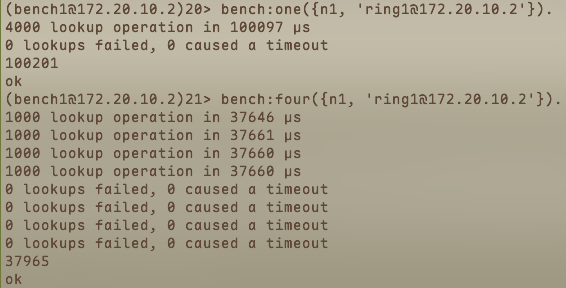 (bench1@172.20.10.2)20> bench:one({n1, 'ring1@172.20.10.2'}).
4000 lookup operation in 100097 µs
0 lookups failed, 0 caused a timeout
100201
ok
(bench1@172.20.10.2)21> bench:four({n1, 'ring1@172.20.10.2'}).
1000 lookup operation in 37646 µs
1000 lookup operation in 37661 µs
1000 lookup operation in 37660 µs
1000 lookup operation in 37660 µs
0 lookups failed, 0 caused a timeout
0 lookups failed, 0 caused a timeout
0 lookups failed, 0 caused a timeout
0 lookups failed, 0 caused a timeout
37965
ok